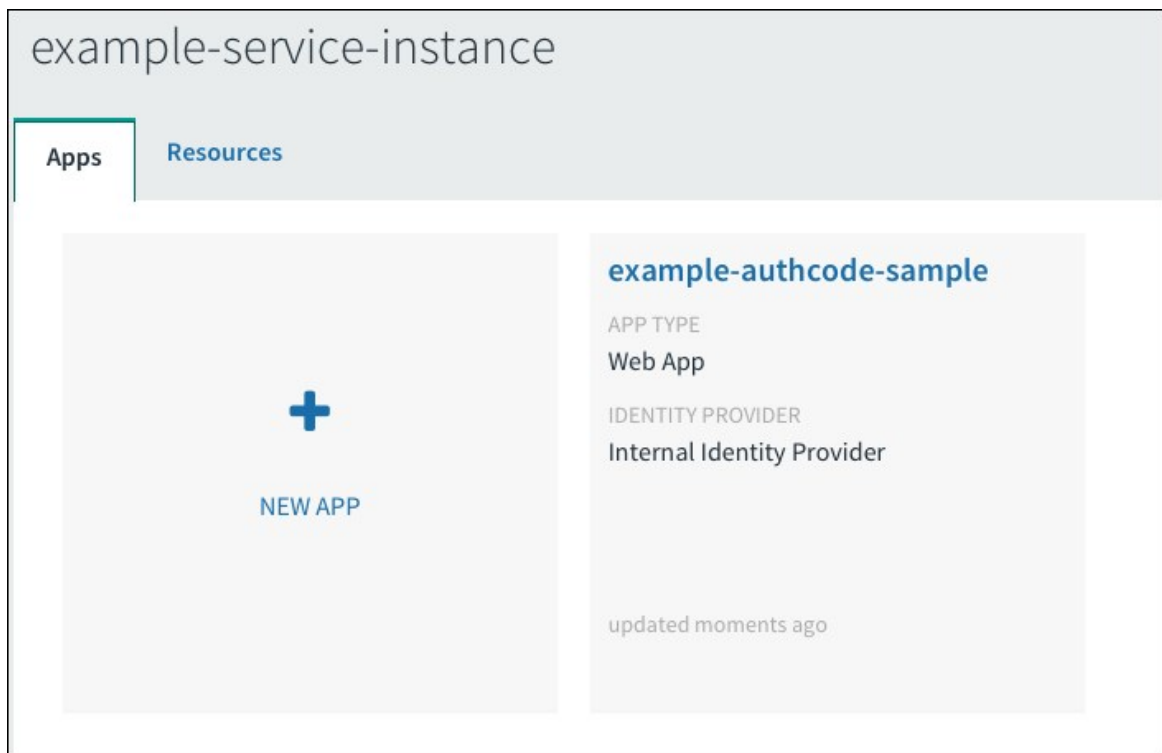 example-service-instance
Apps
Resources
NEW APP
example-authcode-sample
APP TYPE
Web App
IDENTITY PROVIDER
Internal Identity Provider
updated moments ago